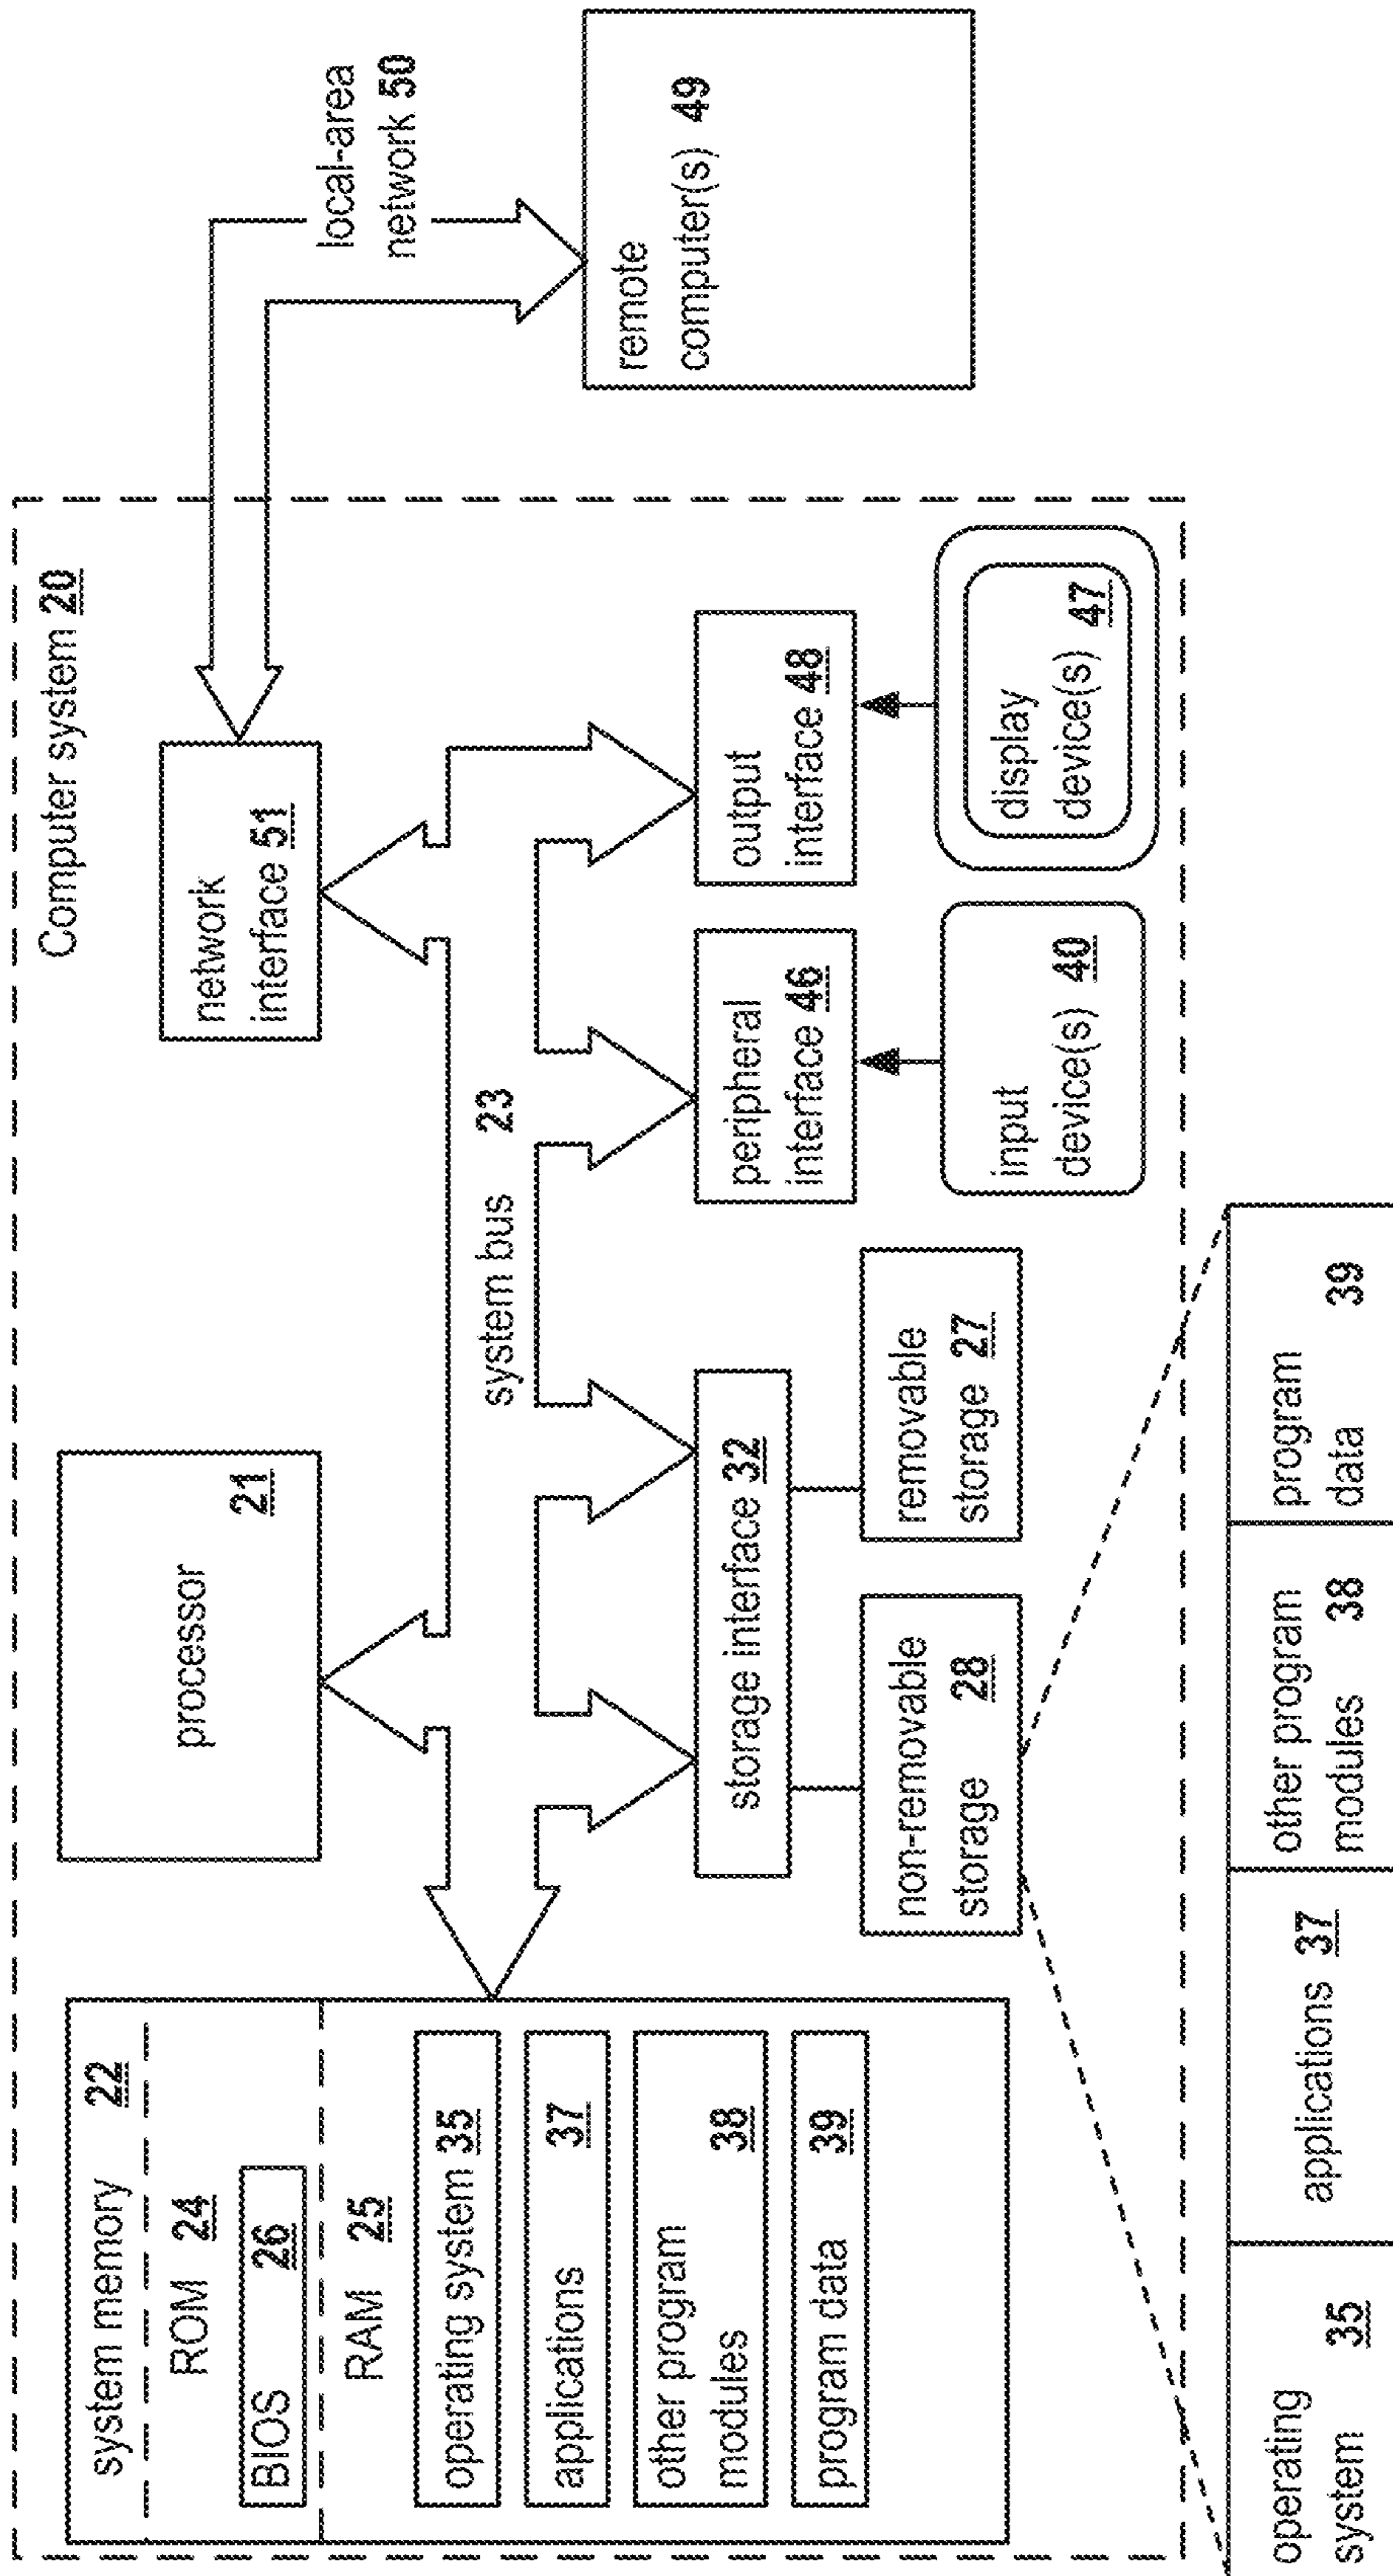 Computer system 20
system memory 22
ROM 24
BIOS 26
RAM 25
operating system 35
applications 37
other program
modules 38
program data 39
processor
21
network
interface 51
system bus 23
storage interface 32
non-removable
storage 28
removable
storage 27
peripheral
interface 46
output
interface 48
input
device(s) 40
display
device(s) 47
local-area
network 50
remote
computer(s) 49
operating
system 35
applications 37
other program
modules 38
program
data 39